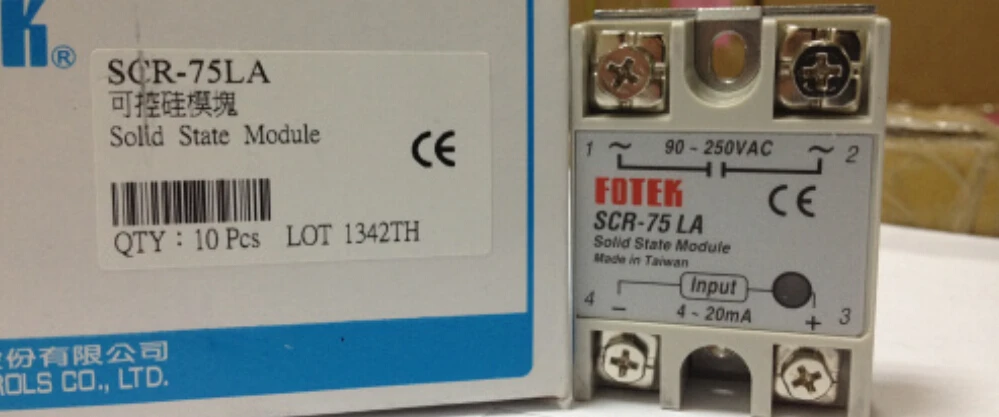 K®
SCR-75LA
可控硅模塊
Solid State Module
CE
QTY : 10 Pcs LOT 1342TH
份有限公司
ROLS CO., LTD.
1 ~ 90 ~ 250VAC ~ 2
FOTEK
CE
SCR-75 LA
Solid State Module
Made in Taiwan
Input
4 - 4 ~ 20mA + 3